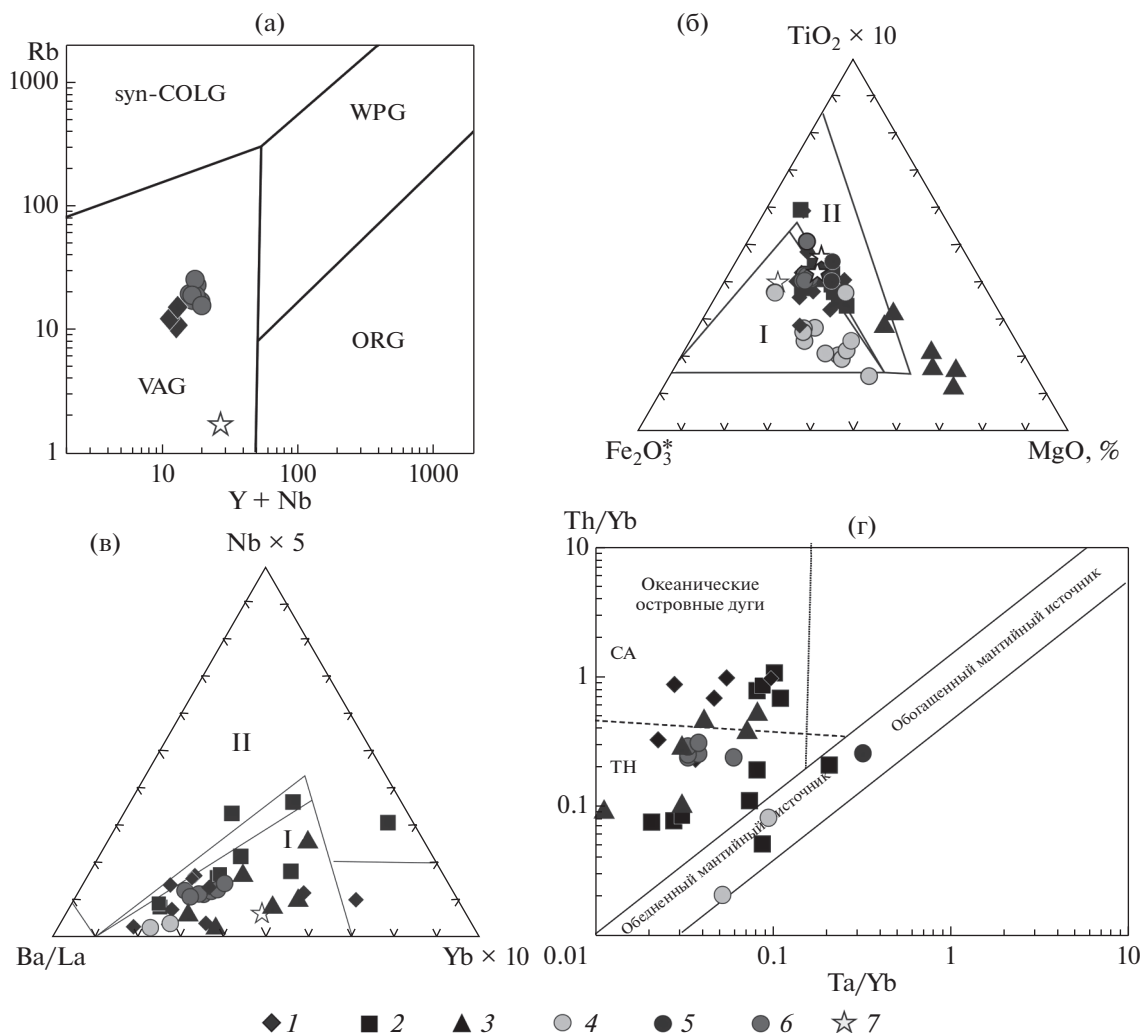 (а)
Rb
1000
100
10
1
syn-COLG
WPG
VAG
ORG
10
100
1000
Y + Nb
(б)
TiO₂ × 10
II
I
Fe₂O₃*
MgO, %
(в)
Nb × 5
II
I
Ba/La
Yb × 10
(г)
Th/Yb
10
1
0.1
0.01
Океанические
островные дуги
CA
TH
Обогащенный мантийный источник
Обедненный мантийный источник
0.1
1
10
Ta/Yb
1 2 3 4 5 6 7